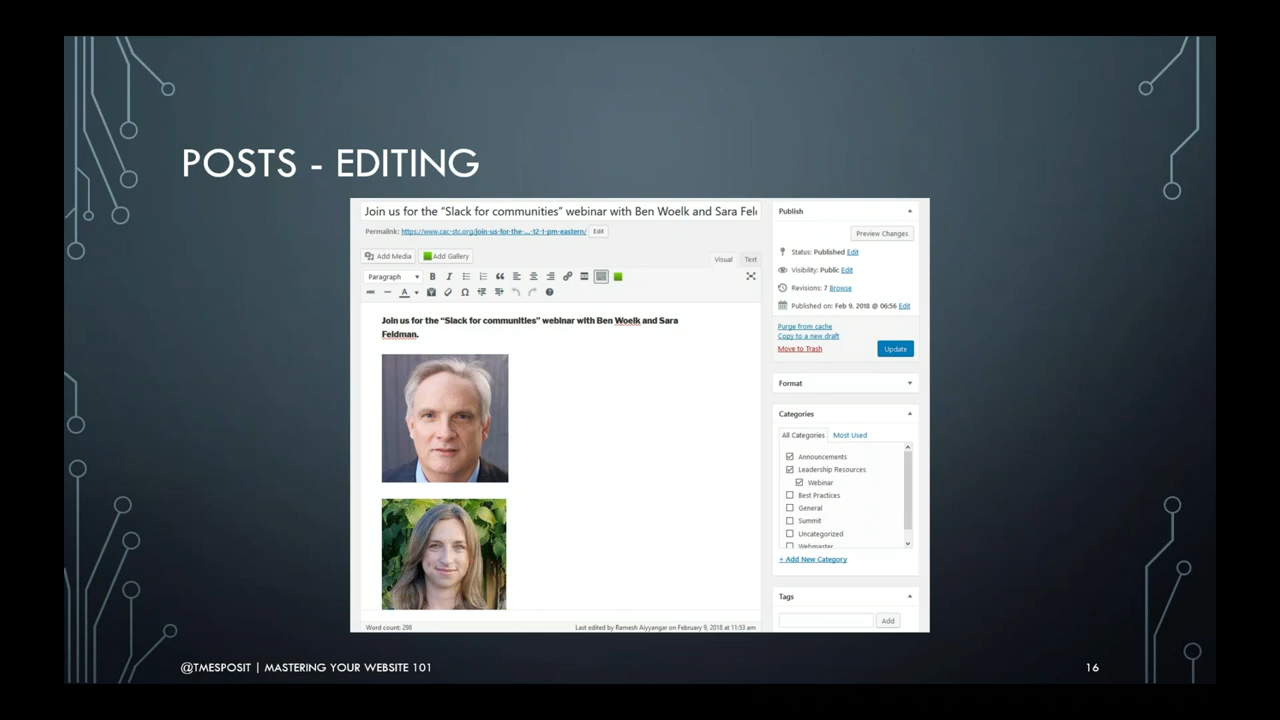 POSTS - EDITING
Join us for the “Slack for communities” webinar with Ben Woelk and Sara Fel
Permalink: https://www.cac-stc.org/join-us-for-the-...-12-1-pm-eastern/ Edit
Add Media Add Gallery
Visual Text
Paragraph
Join us for the “Slack for communities” webinar with Ben Woelk and Sara
Feldman.
Word count: 298
Last edited by Ramesh Aiyyangar on February 9, 2018 at 11:53 am
Publish
Preview Changes
Status: Published Edit
Visibility: Public Edit
Revisions: 7 Browse
Published on: Feb 9, 2018 @ 06:56 Edit
Purge from cache
Copy to a new draft
Move to Trash
Update
Format
Categories
All Categories Most Used
Announcements
Leadership Resources
Webinar
Best Practices
General
Summit
Uncategorized
Webmaster
+ Add New Category
Tags
Add
@TMESPOSIT | MASTERING YOUR WEBSITE 101
16